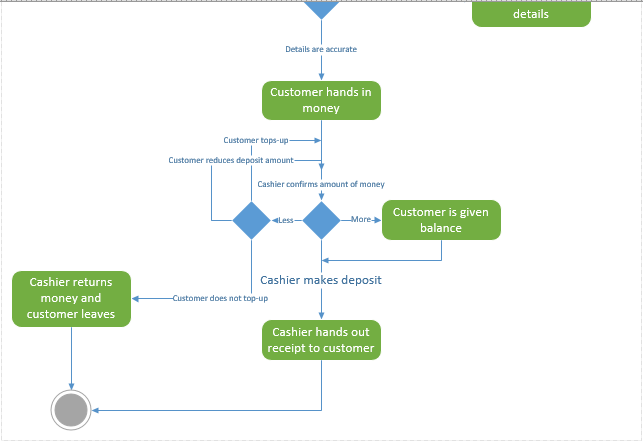 details
Details are accurate
Customer hands in
money
Customer tops-up
Customer reduces deposit amount
Cashier confirms amount of money
Less
More
Customer is given
balance
Cashier makes deposit
Cashier returns
money and
customer leaves
Customer does not top-up
Cashier hands out
receipt to customer